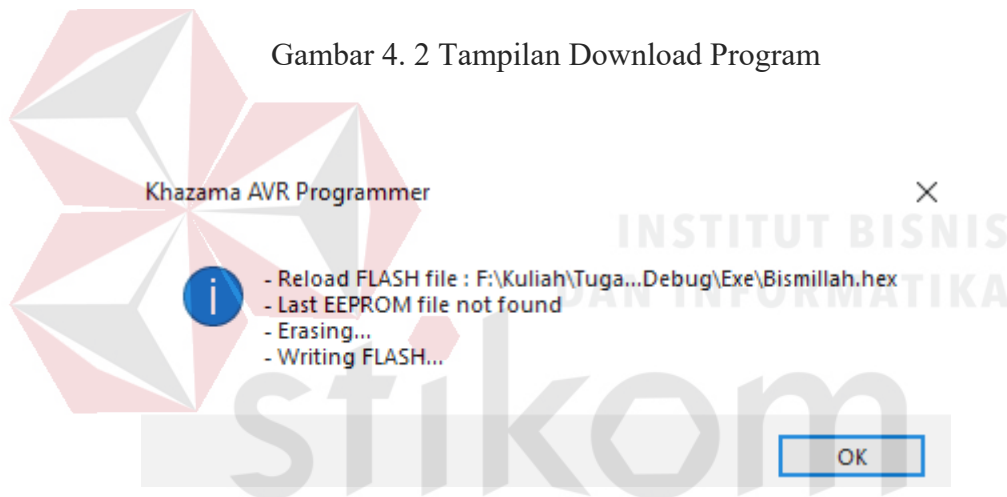 Gambar 4. 2 Tampilan Download Program
Khazama AVR Programmer
INSTITUT BISNIS
- Reload FLASH file : F:\Kuliah\Tuga...Debug\Exe\Bismillah.hex
DAN INFORMATIKA
- Last EEPROM file not found
- Erasing...
- Writing FLASH...
stikom
OK